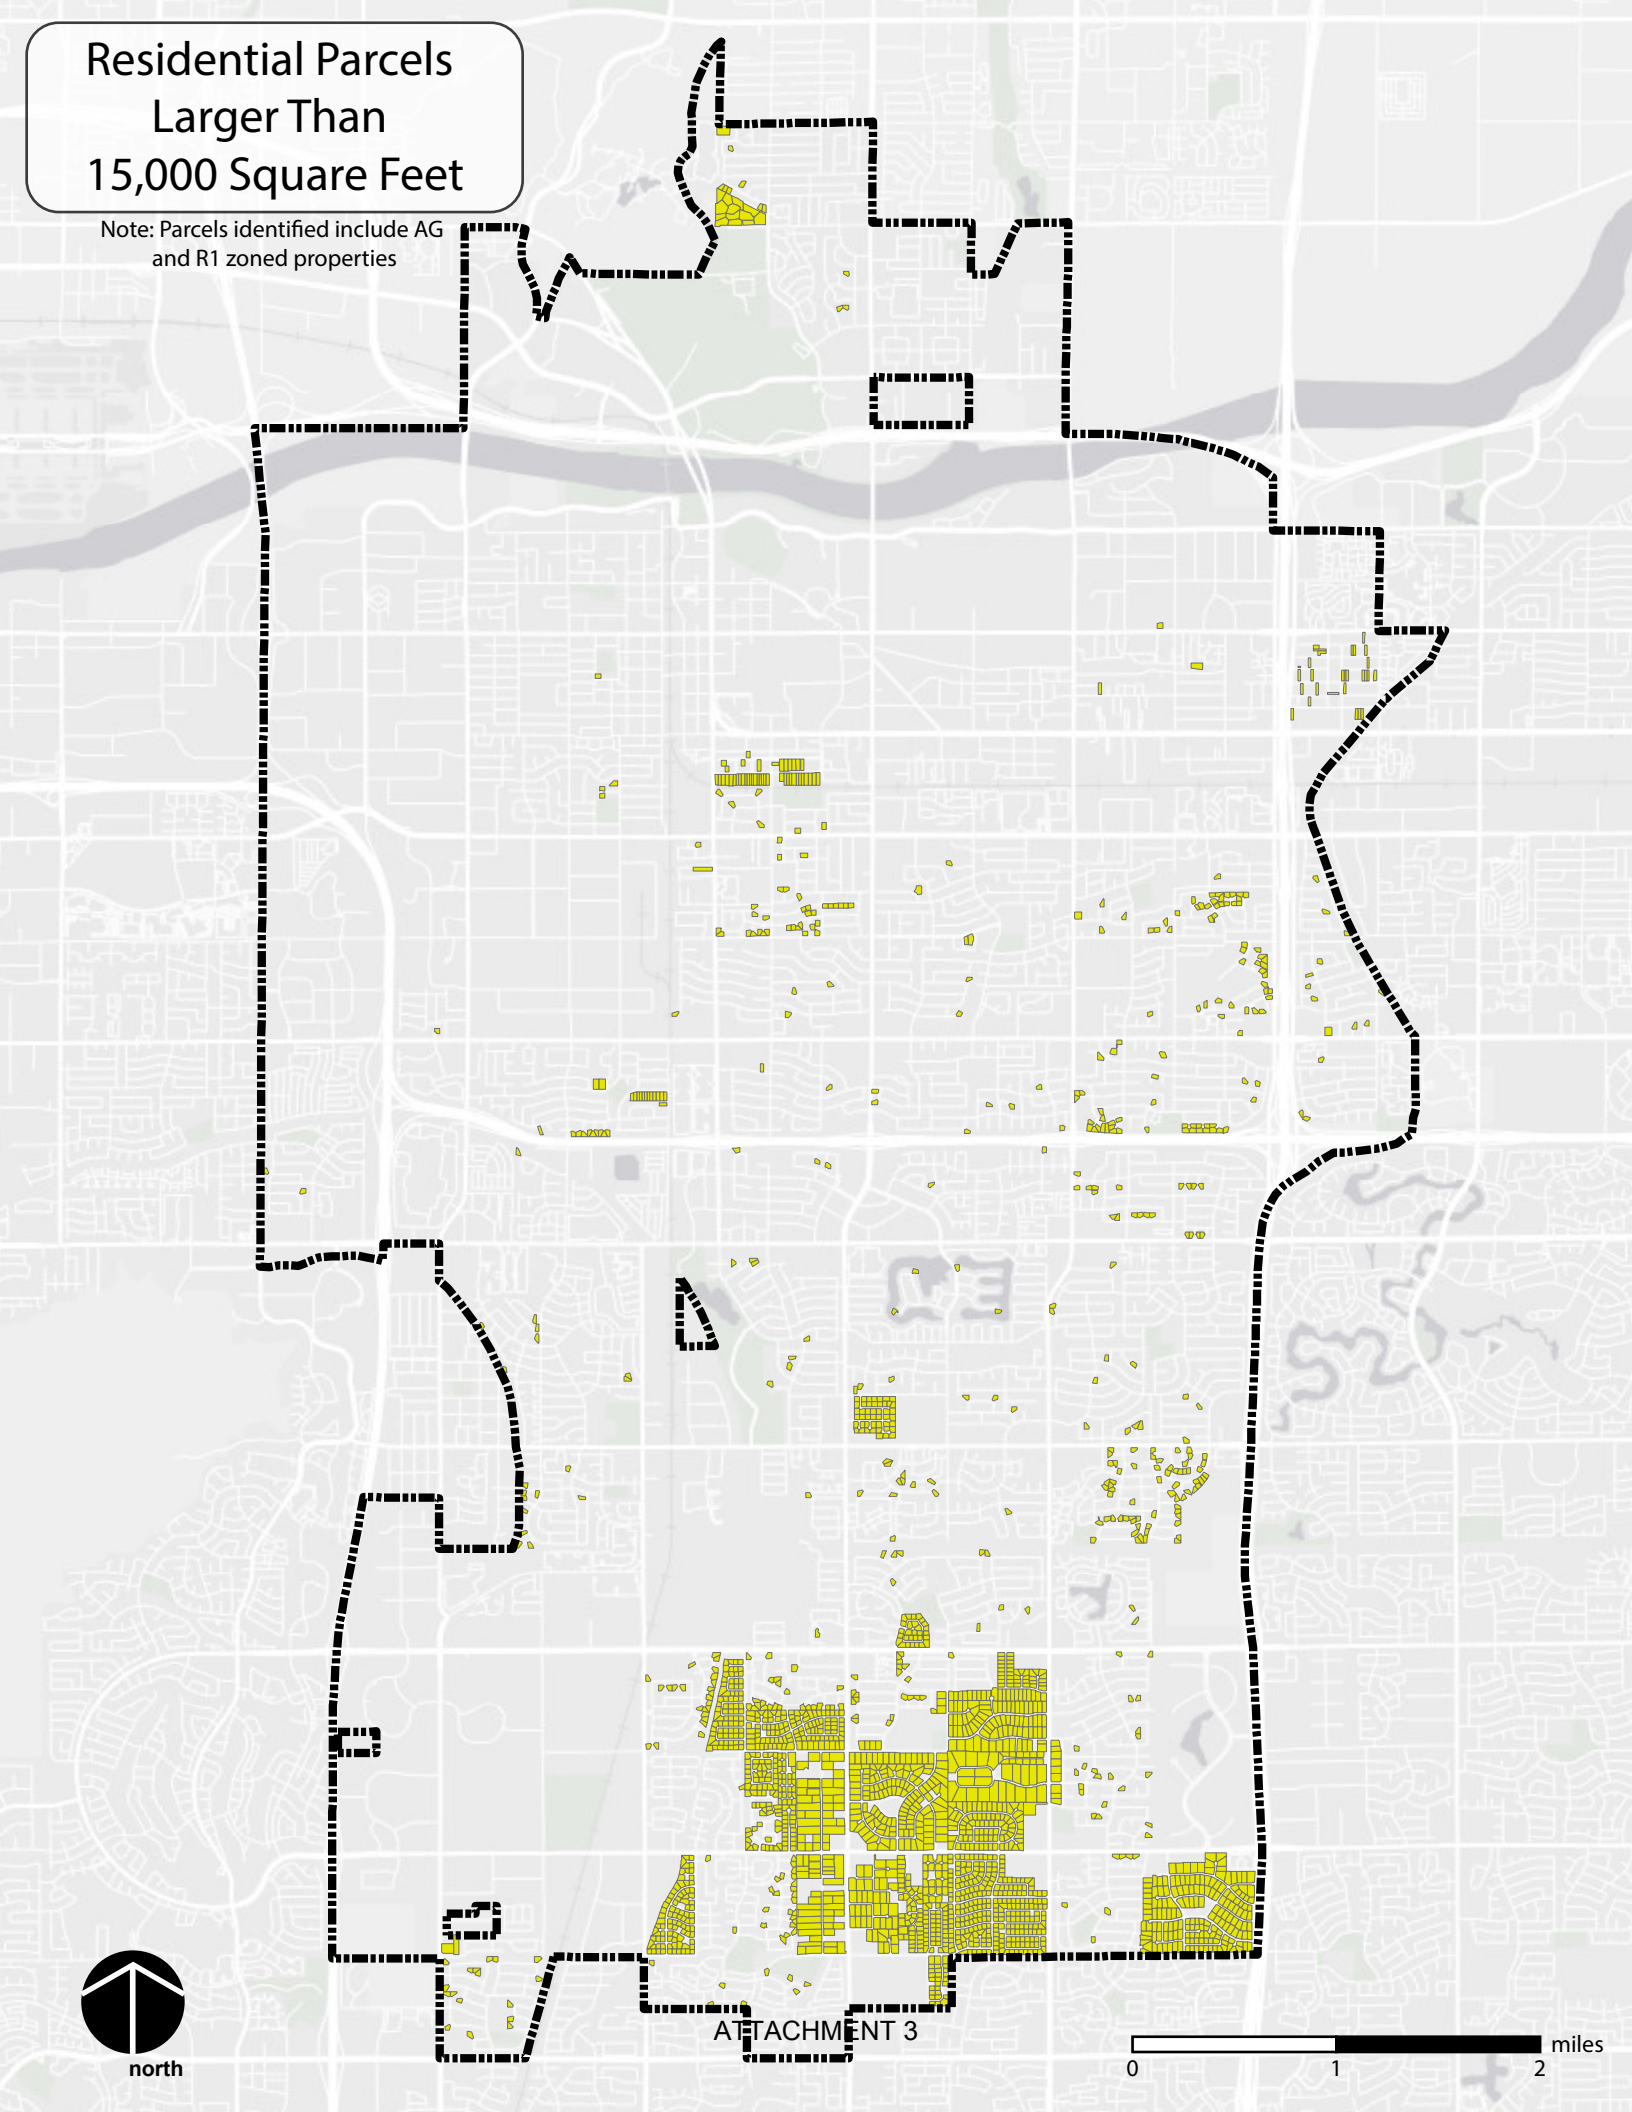 Residential Parcels
Larger Than
15,000 Square Feet
Note: Parcels identified include AG
and R1 zoned properties
ATTACHMENT 3
north
miles
0 1 2